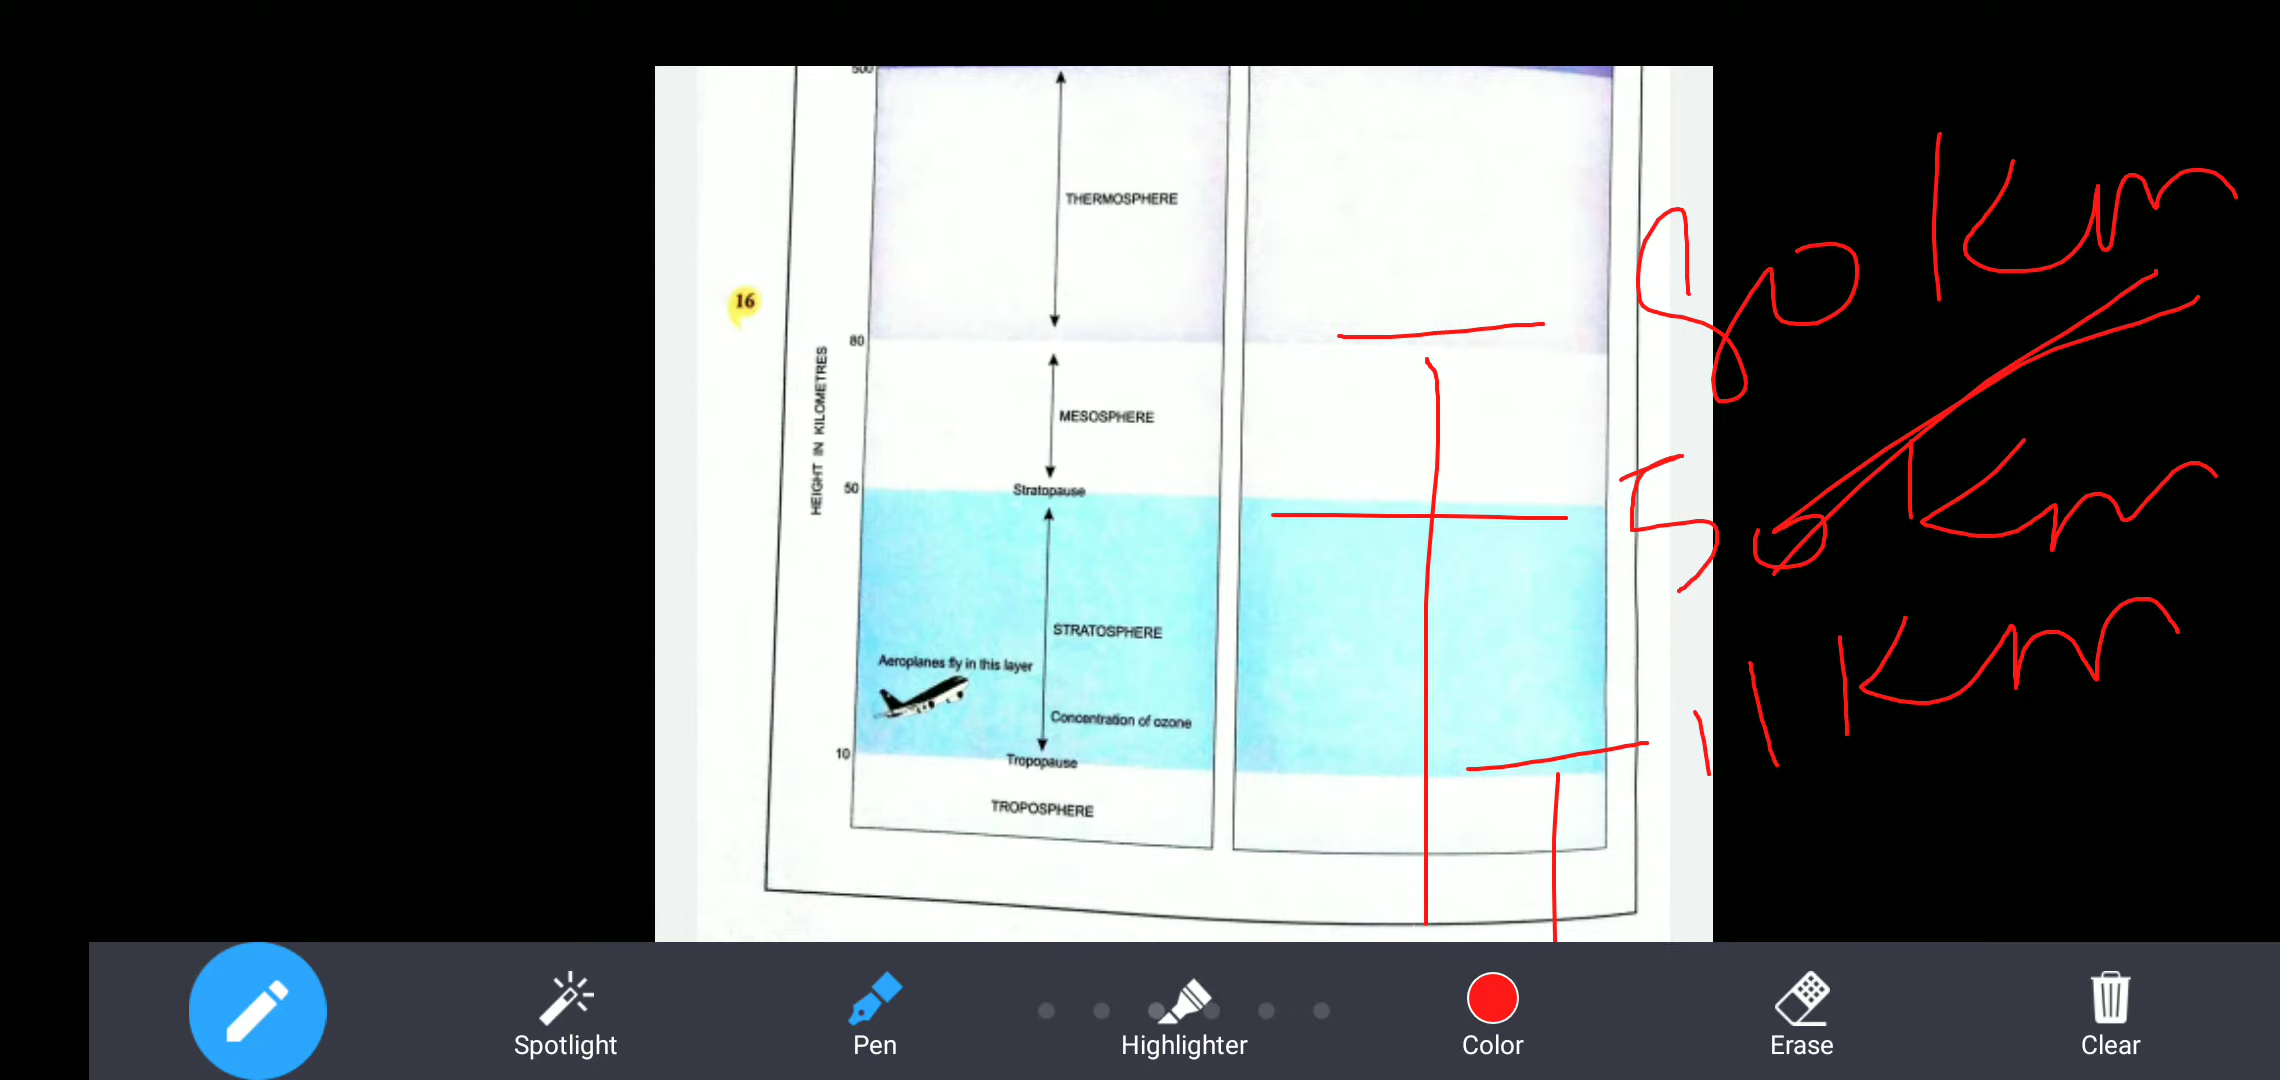 500
THERMOSPHERE
80 Km
16
80
HEIGHT IN KILOMETRES
MESOSPHERE
50
Stratopause
50 Km
STRATOSPHERE
Aeroplanes fly in this layer
Concentration of ozone
11 Km
10
Tropopause
TROPOSPHERE
Spotlight
Pen
Highlighter
Color
Erase
Clear